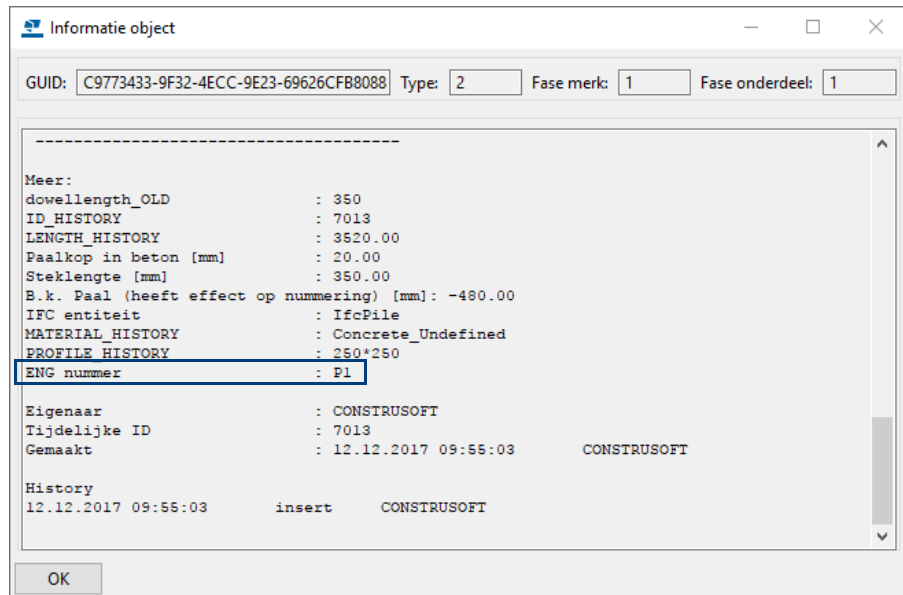 Informatie object
GUID: C9773433-9F32-4ECC-9E23-69626CFB8088 Type: 2 Fase merk: 1 Fase onderdeel: 1
--------------------------------------
Meer:
dowellength_OLD : 350
ID_HISTORY : 7013
LENGTH_HISTORY : 3520.00
Paalkop in beton [mm] : 20.00
Steklengte [mm] : 350.00
B.k. Paal (heeft effect op nummering) [mm]: -480.00
IFC entiteit : IfcPile
MATERIAL_HISTORY : Concrete_Undefined
PROFILE_HISTORY : 250*250
ENG nummer : P1
Eigenaar : CONSTRUSOFT
Tijdelijke ID : 7013
Gemaakt : 12.12.2017 09:55:03 CONSTRUSOFT
History
12.12.2017 09:55:03 insert CONSTRUSOFT
OK